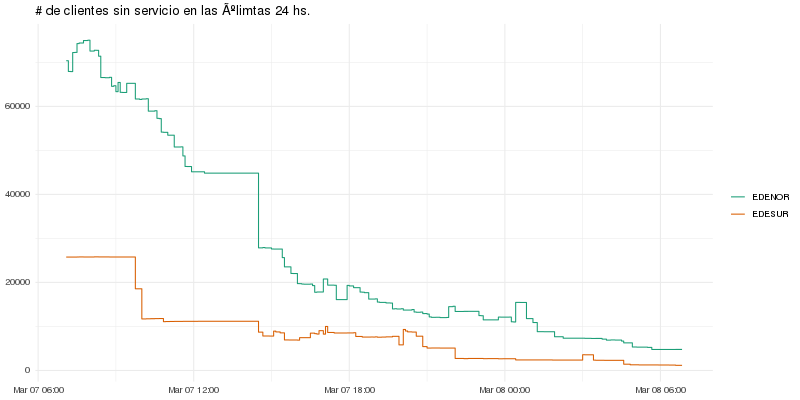 # de clientes sin servicio en las Ãºlimtas 24 hs.
60000
40000
20000
0
Mar 07 06:00
Mar 07 12:00
Mar 07 18:00
Mar 08 00:00
Mar 08 06:00
EDENOR
EDESUR